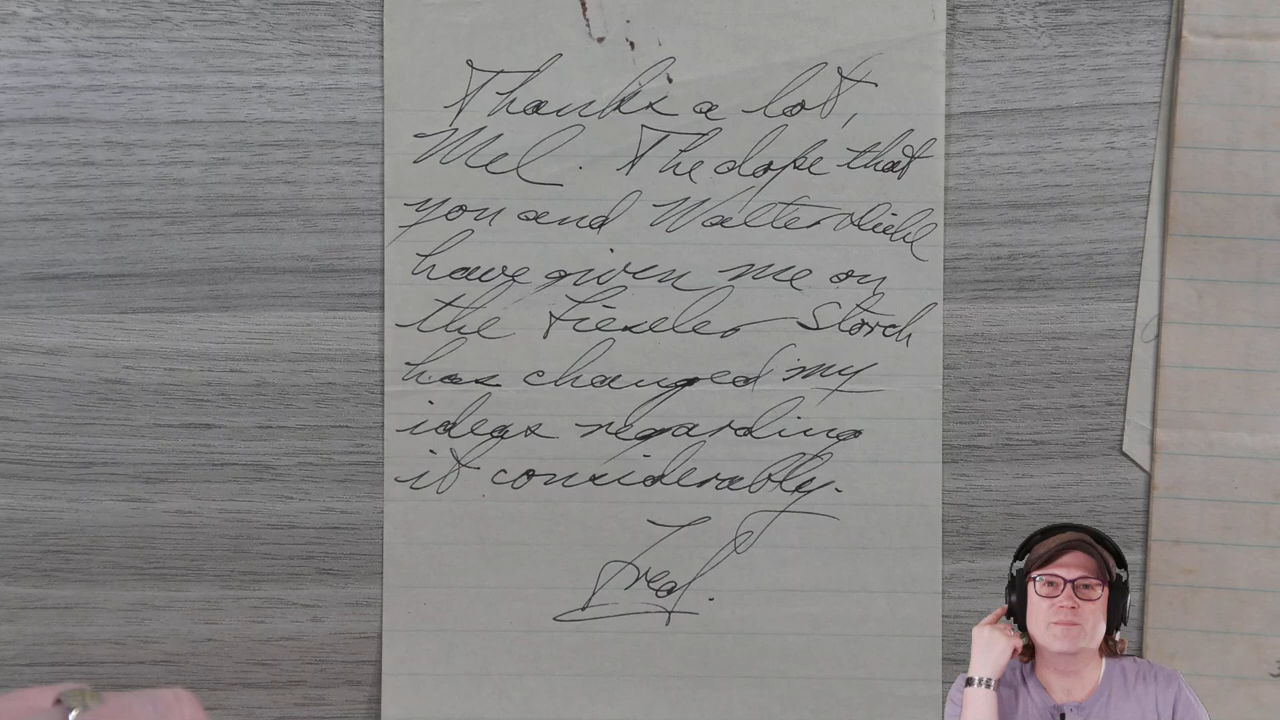 Thanks a lot,
Mel. The dope that
you and Walter Diehl
have given me on
the Fieseler Storch
has changed my
ideas regarding
it considerably.
Fred.